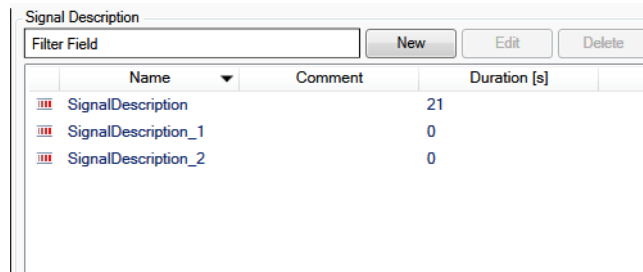 Signal Description
Filter Field New Edit Delete
Name Comment Duration [s]
SignalDescription 21
SignalDescription_1 0
SignalDescription_2 0